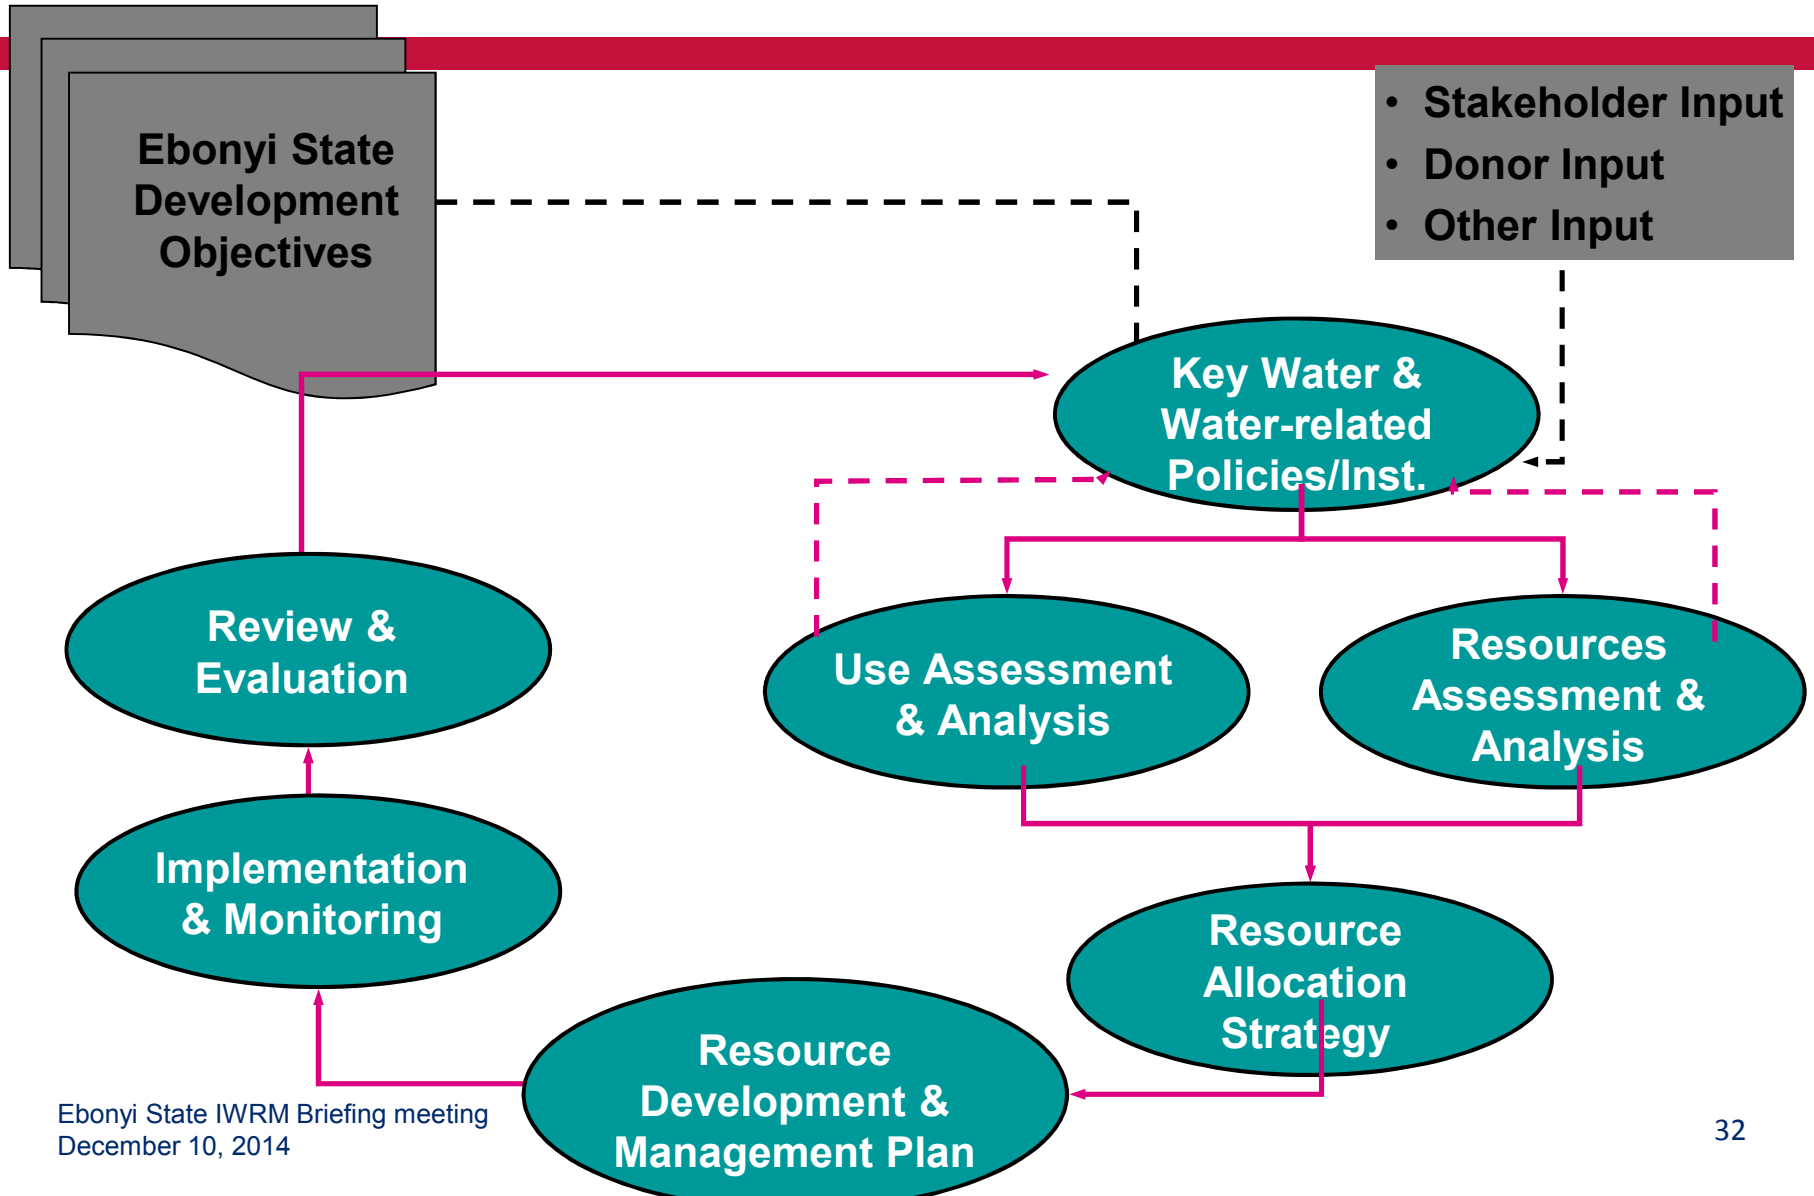 Ebonyi State
Development
Objectives
• Stakeholder Input
• Donor Input
• Other Input
Key Water &
Water-related
Policies/Inst.
Review &
Evaluation
Use Assessment
& Analysis
Resources
Assessment &
Analysis
Implementation
& Monitoring
Resource
Allocation
Strategy
Resource
Development &
Management Plan
Ebonyi State IWRM Briefing meeting
December 10, 2014
32